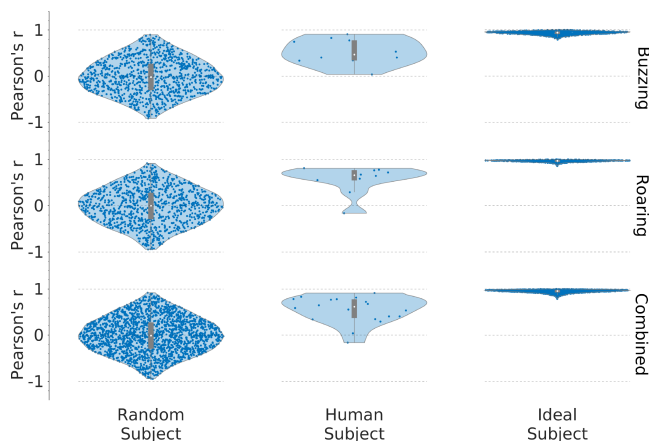 1
0
-1
Pearson's r
Buzzing
1
0
-1
Pearson's r
Roaring
1
0
-1
Pearson's r
Combined
Random
Subject
Human
Subject
Ideal
Subject